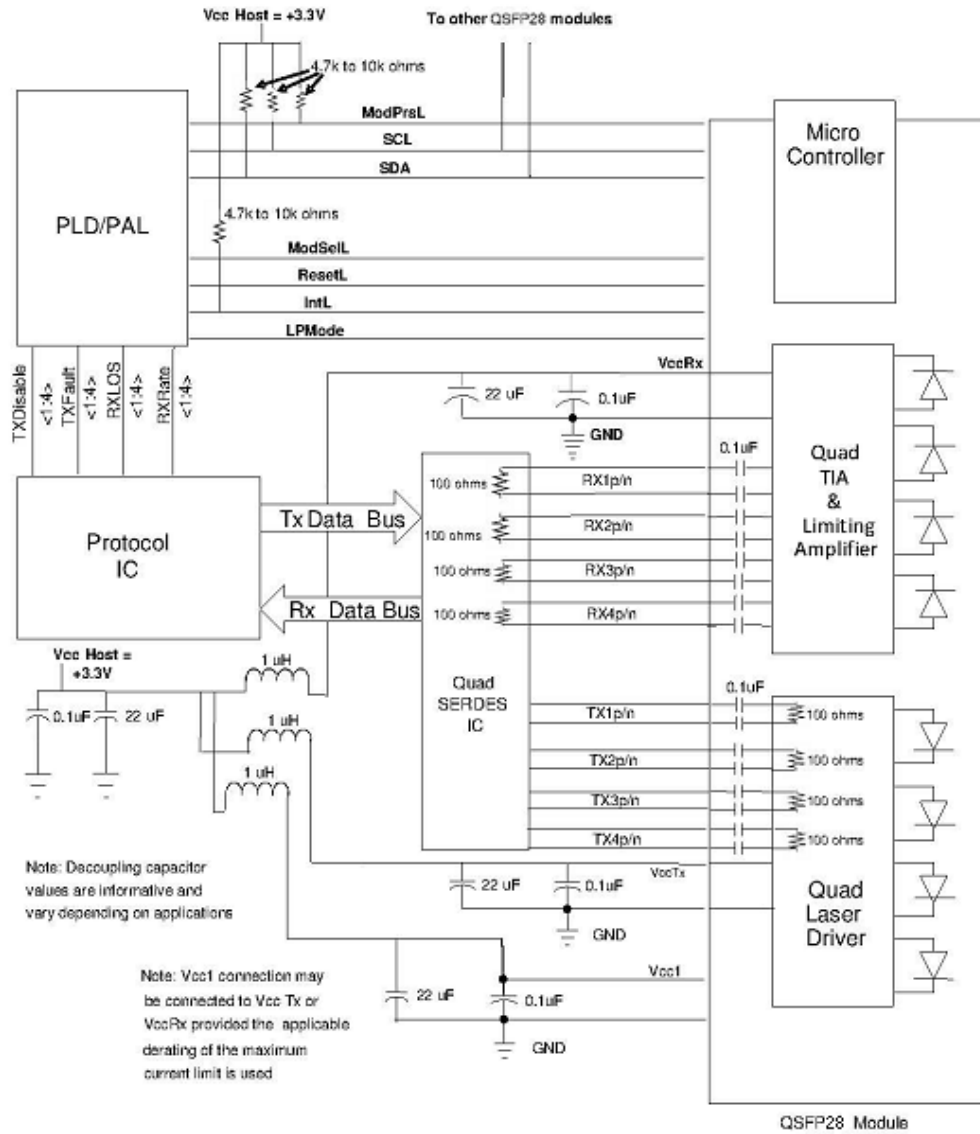 Vcc Host = +3.3V
To other QSFP28 modules
4.7k to 10k ohms
ModPrsL
SCL
SDA
Micro
Controller
PLD/PAL
4.7k to 10k ohms
ModSelL
ResetL
IntL
LPMode
TXDisable
<1:4>
TXFault
<1:4>
RXLOS
<1:4>
RXRate
<1:4>
VccRx
22 uF
0.1uF
GND
0.1uF
Quad
TIA
&
Limiting
Amplifier
100 ohms
RX1p/n
100 ohms
RX2p/n
100 ohms
RX3p/n
100 ohms
RX4p/n
Protocol
IC
Tx Data Bus
Rx Data Bus
Vcc Host =
+3.3V
0.1uF
22 uF
1 uH
1 uH
1 uH
Quad
SERDES
IC
0.1uF
TX1p/n
100 ohms
TX2p/n
100 ohms
TX3p/n
100 ohms
TX4p/n
100 ohms
VccTx
22 uF
0.1uF
GND
Quad
Laser
Driver
Note: Decoupling capacitor
values are informative and
vary depending on applications
Note: Vcc1 connection may
be connected to Vcc Tx or
VccRx provided the applicable
derating of the maximum
current limit is used
Vcc1
22 uF
0.1uF
GND
QSFP28 Module